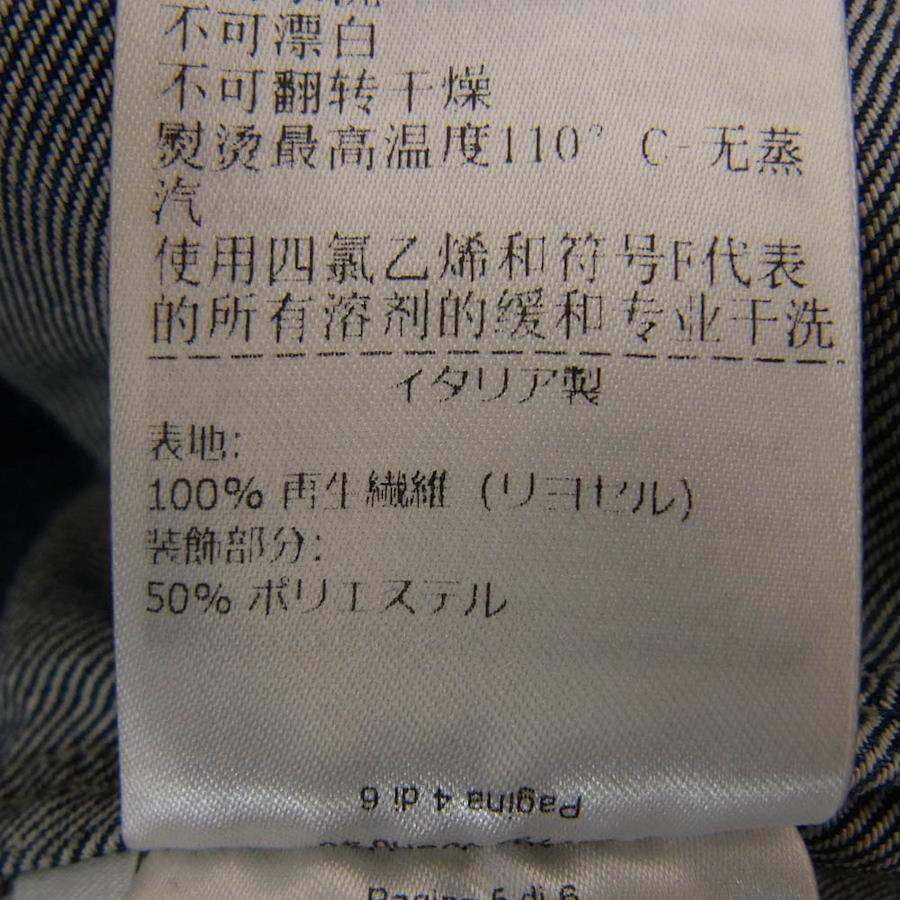 不可漂白
不可翻转干燥
熨烫最高温度110° C- 无蒸
汽
使用四氯乙烯和符号F代表
的所有溶剂的缓和专业干洗
イタリア製
表地:
100% 再生繊維 (リヨセル)
装飾部分:
50% ポリエステル
Pagina 4 di 6
Pagina 5 di 6